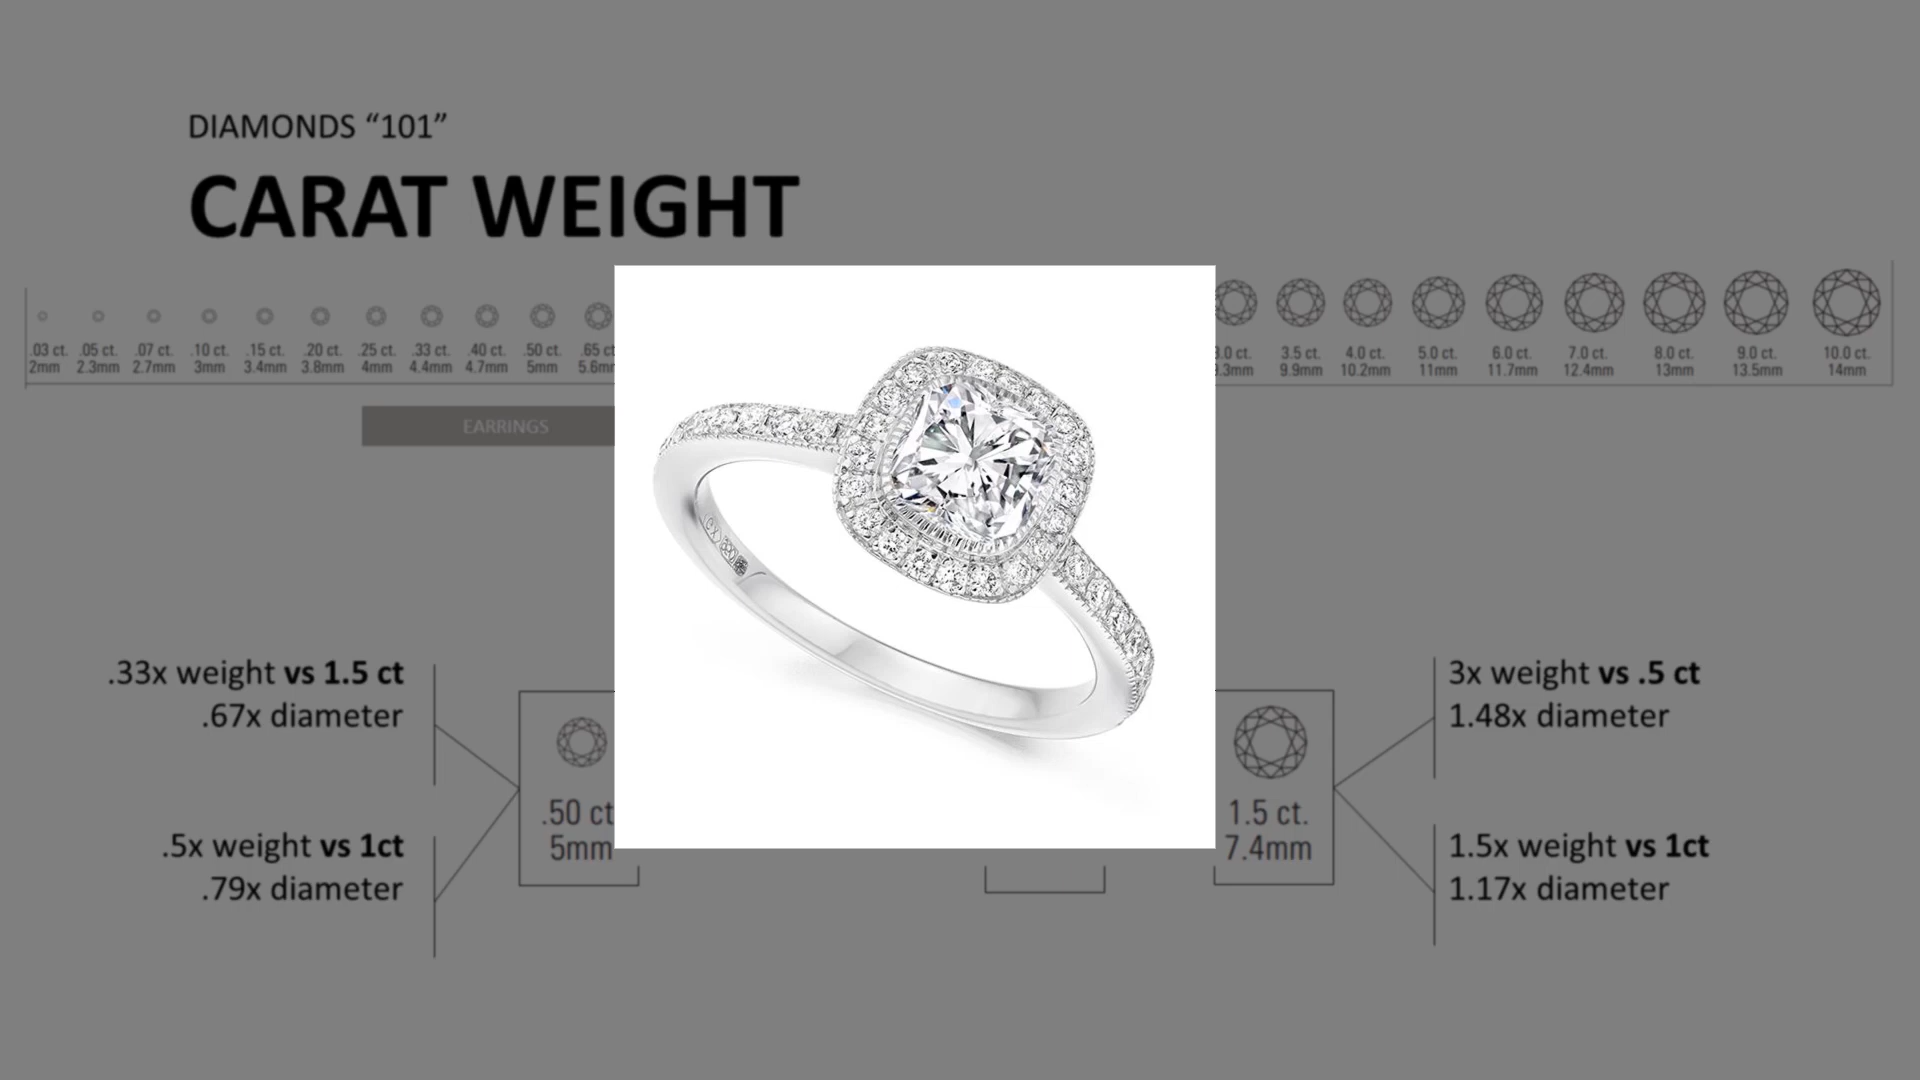 DIAMONDS “101”
CARAT WEIGHT
.03 ct. .05 ct. .07 ct. .10 ct. .15 ct. .20 ct. .25 ct. .33 ct. .40 ct. .50 ct. .65 ct
2mm 2.3mm 2.7mm 3mm 3.4mm 3.8mm 4mm 4.4mm 4.7mm 5mm 5.6m
3.0 ct. 3.5 ct. 4.0 ct. 5.0 ct. 6.0 ct. 7.0 ct. 8.0 ct. 9.0 ct. 10.0 ct.
.3mm 9.9mm 10.2mm 11mm 11.7mm 12.4mm 13mm 13.5mm 14mm
EARRINGS
.33x weight vs 1.5 ct
.67x diameter
.5x weight vs 1ct
.79x diameter
.50 ct
5mm
1.5 ct.
7.4mm
3x weight vs .5 ct
1.48x diameter
1.5x weight vs 1ct
1.17x diameter